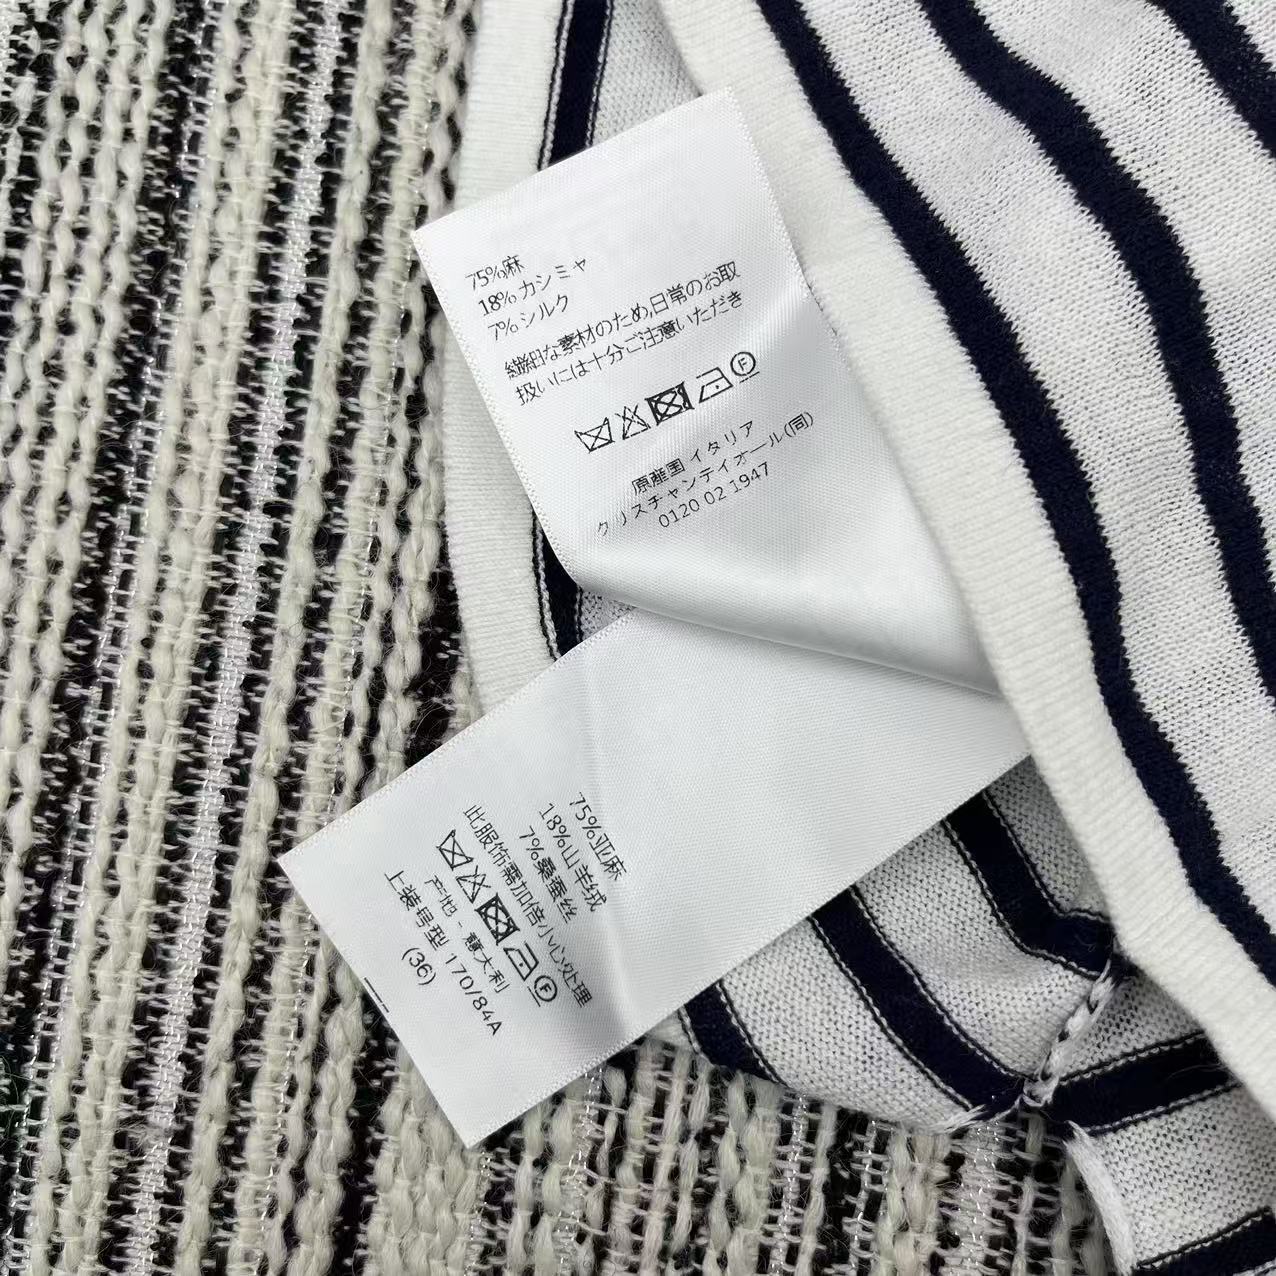 75%麻
18%カシミヤ
7%シルク
繊細な素材のため,日常のお取
扱いには十分ご注意いただき
F
原産国 イタリア
クリスチャンディオール(同)
0120 02 1947
75%亚麻
18%山羊绒
7%桑蚕丝
此服饰需加倍小心处理
F
产地 - 意大利
上装号型 170/84A
(36)